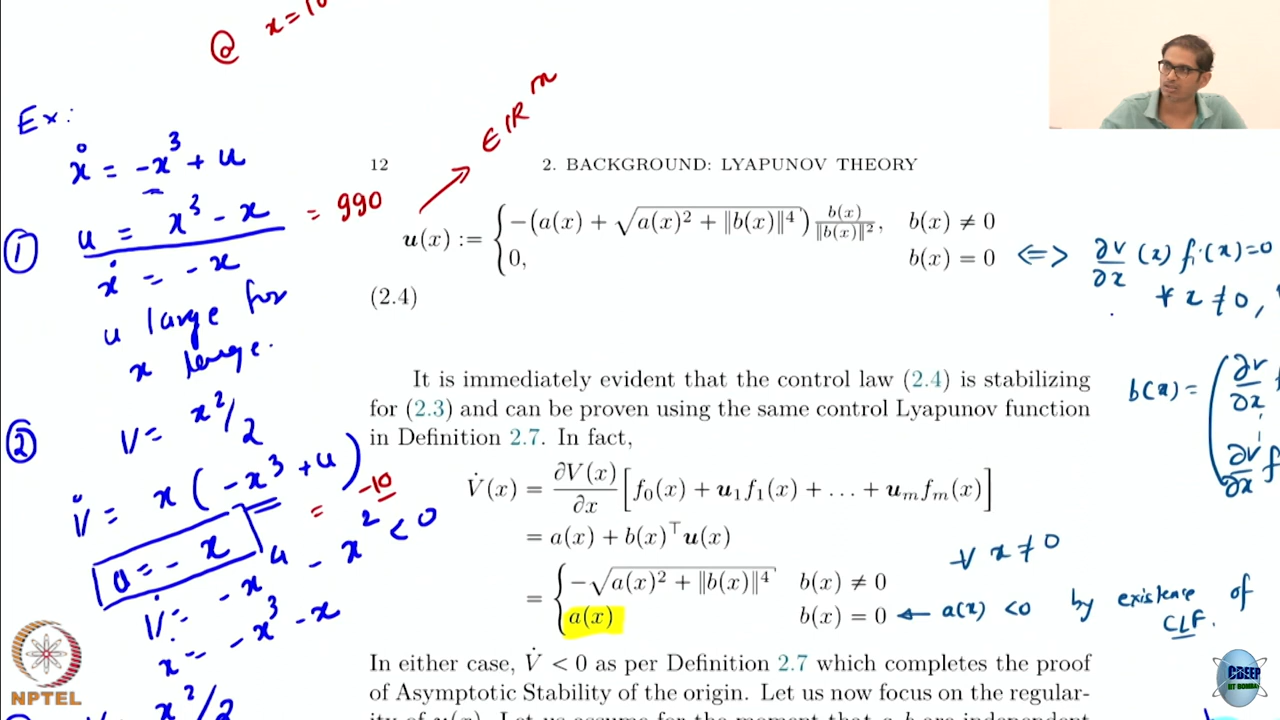 @ x=10
Ex:
ẋ = -x³ + u
① u = x³ - x = 990
ẋ = -x
u large for
x large.
② V = x²/2
V̇ = x(-x³ + u)
u = -x = -10
V̇ = -x⁴ - x² < 0
ẋ = -x³ - x
x²/2
∈ ℝᵐ
12 2. BACKGROUND: LYAPUNOV THEORY
u(x) := { -(a(x) + √(a(x)² + ‖b(x)‖⁴)) b(x)/‖b(x)‖², b(x) ≠ 0
0, b(x) = 0 ⟺ ∂V/∂x (x) fᵢ(x) = 0
∀ x ≠ 0,
(2.4)
b(x) = ( ∂V/∂x
⋮
∂V/∂x f
It is immediately evident that the control law (2.4) is stabilizing
for (2.3) and can be proven using the same control Lyapunov function
in Definition 2.7. In fact,
V̇(x) = ∂V(x)/∂x [f₀(x) + u₁f₁(x) + … + uₘfₘ(x)]
= a(x) + b(x)ᵀu(x)
∀ x ≠ 0
= { -√(a(x)² + ‖b(x)‖⁴) b(x) ≠ 0
a(x) b(x) = 0 ← a(x) < 0 by existence of
CLF.
In either case, V̇ < 0 as per Definition 2.7 which completes the proof
of Asymptotic Stability of the origin. Let us now focus on the regular-
NPTEL
CDEEP
IIT BOMBAY